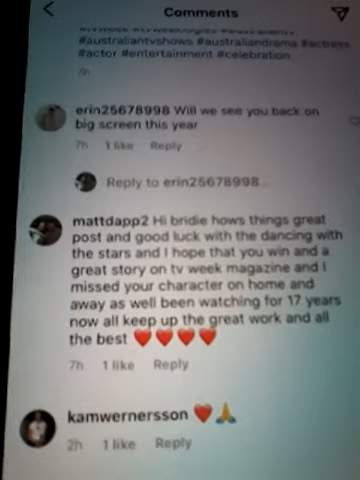 Comments
#australiantvshows #australiandrama #actress
#actor #entertainment #celebration
7h
erin25678998 Will we see you back on
big screen this year
7h 1 like Reply
Reply to erin25678998...
mattdapp2 Hi bridie hows things great
post and good luck with the dancing with
the stars and I hope that you win and a
great story on tv week magazine and I
missed your character on home and
away as well been watching for 17 years
now all keep up the great work and all
the best ❤️❤️❤️❤️
7h 1 like Reply
kamwernersson ❤️🙏
2h 1 like Reply